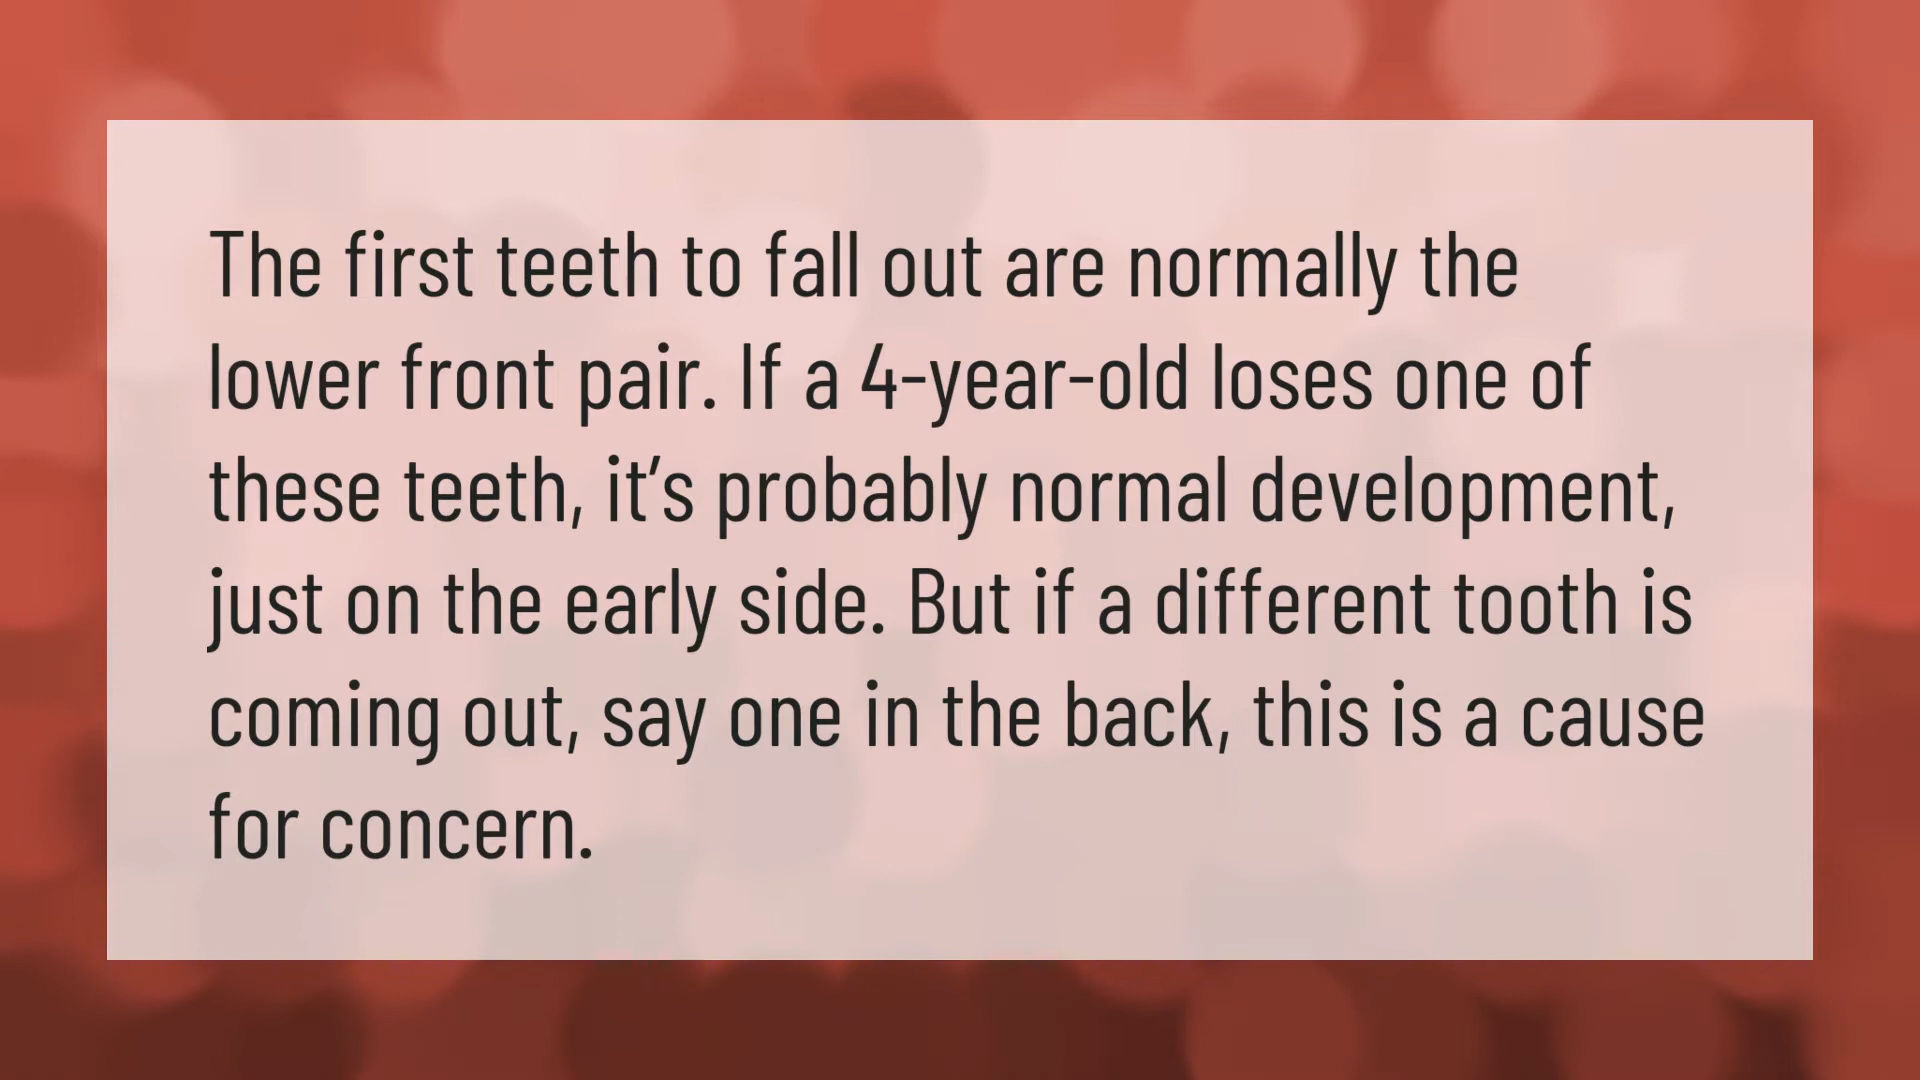 The first teeth to fall out are normally the
lower front pair. If a 4-year-old loses one of
these teeth, it’s probably normal development,
just on the early side. But if a different tooth is
coming out, say one in the back, this is a cause
for concern.